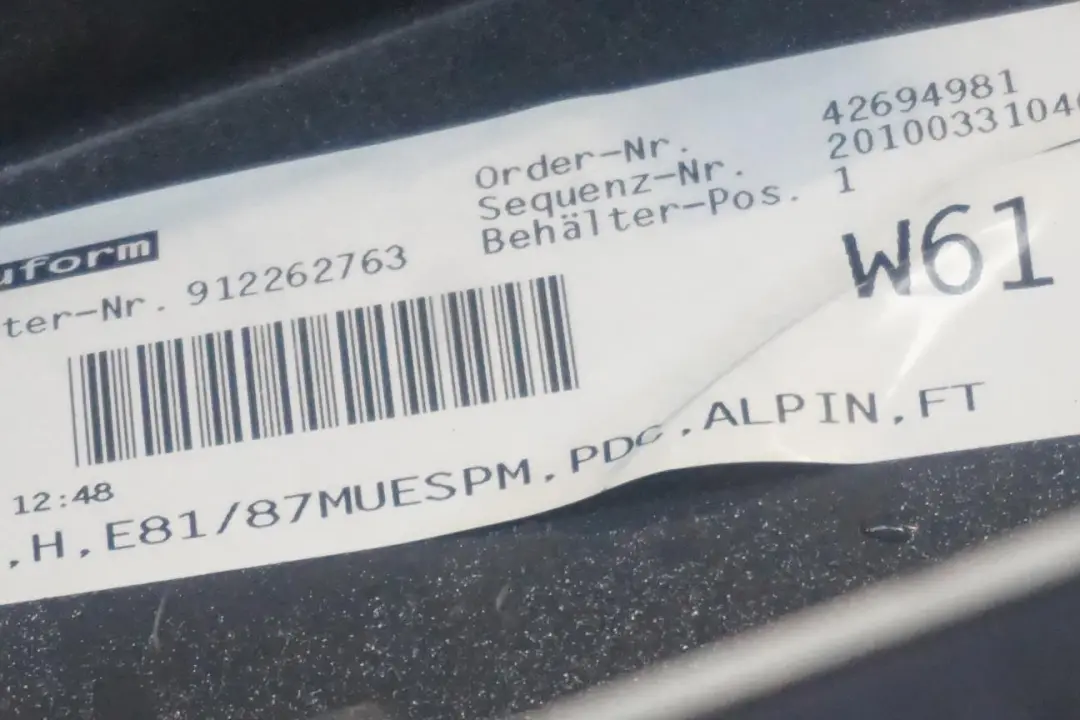 Order-Nr. 42694981
Sequenz-Nr. 2010033104
Behälter-Pos. 1
uform
ter-Nr. 912262763
W61
12:48
,H,E81/87MUESPM,PDC,ALPIN,FT